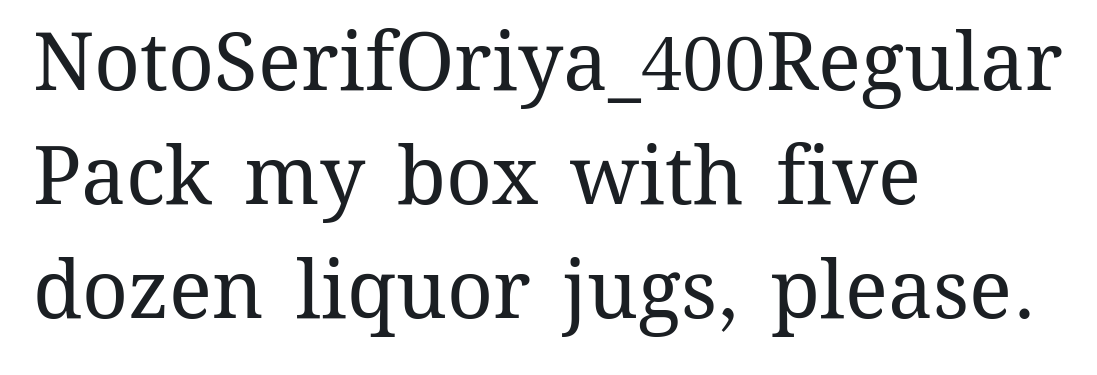 NotoSerifOriya_400Regular
Pack my box with five
dozen liquor jugs, please.